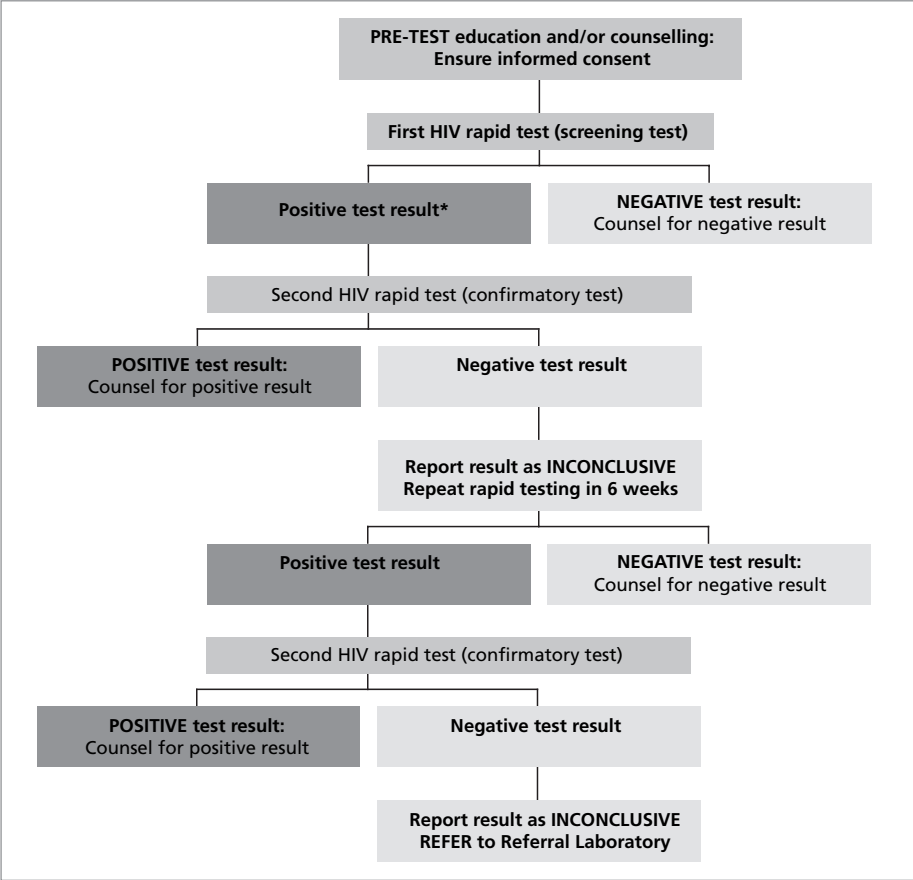 PRE-TEST education and/or counselling:
Ensure informed consent
First HIV rapid test (screening test)
Positive test result*
NEGATIVE test result:
Counsel for negative result
Second HIV rapid test (confirmatory test)
POSITIVE test result:
Counsel for positive result
Negative test result
Report result as INCONCLUSIVE
Repeat rapid testing in 6 weeks
Positive test result
NEGATIVE test result:
Counsel for negative result
Second HIV rapid test (confirmatory test)
POSITIVE test result:
Counsel for positive result
Negative test result
Report result as INCONCLUSIVE
REFER to Referral Laboratory